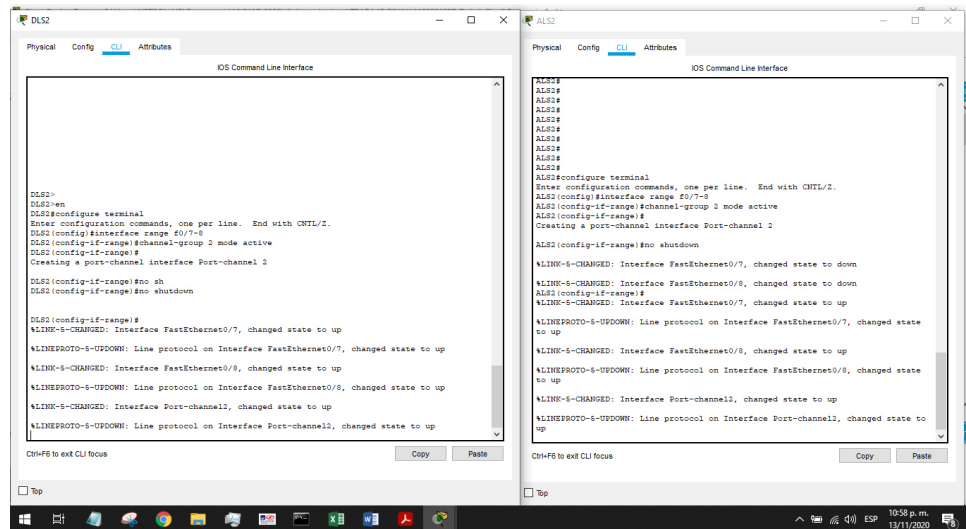 DLS2
Physical Config CLI Attributes
IOS Command Line Interface
DLS2>
DLS2>en
DLS2#configure terminal
Enter configuration commands, one per line. End with CNTL/Z.
DLS2(config)#interface range f0/7-8
DLS2(config-if-range)#channel-group 2 mode active
DLS2(config-if-range)#
Creating a port-channel interface Port-channel 2
DLS2(config-if-range)#no sh
DLS2(config-if-range)#no shutdown
DLS2(config-if-range)#
%LINK-5-CHANGED: Interface FastEthernet0/7, changed state to up
%LINEPROTO-5-UPDOWN: Line protocol on Interface FastEthernet0/7, changed state to up
%LINK-5-CHANGED: Interface FastEthernet0/8, changed state to up
%LINEPROTO-5-UPDOWN: Line protocol on Interface FastEthernet0/8, changed state to up
%LINK-5-CHANGED: Interface Port-channel2, changed state to up
%LINEPROTO-5-UPDOWN: Line protocol on Interface Port-channel2, changed state to up
Ctrl+F6 to exit CLI focus
Copy Paste
Top
ALS2
Physical Config CLI Attributes
IOS Command Line Interface
ALS2#
ALS2#
ALS2#
ALS2#
ALS2#
ALS2#
ALS2#
ALS2#
ALS2#
ALS2#
ALS2#configure terminal
Enter configuration commands, one per line. End with CNTL/Z.
ALS2(config)#interface range f0/7-8
ALS2(config-if-range)#channel-group 2 mode active
ALS2(config-if-range)#
Creating a port-channel interface Port-channel 2
ALS2(config-if-range)#no shutdown
%LINK-5-CHANGED: Interface FastEthernet0/7, changed state to down
%LINK-5-CHANGED: Interface FastEthernet0/8, changed state to down
ALS2(config-if-range)#
%LINK-5-CHANGED: Interface FastEthernet0/7, changed state to up
%LINEPROTO-5-UPDOWN: Line protocol on Interface FastEthernet0/7, changed state
to up
%LINK-5-CHANGED: Interface FastEthernet0/8, changed state to up
%LINEPROTO-5-UPDOWN: Line protocol on Interface FastEthernet0/8, changed state
to up
%LINK-5-CHANGED: Interface Port-channel2, changed state to up
%LINEPROTO-5-UPDOWN: Line protocol on Interface Port-channel2, changed state to
up
Ctrl+F6 to exit CLI focus
Copy Paste
Top
ESP
10:58 p. m.
13/11/2020